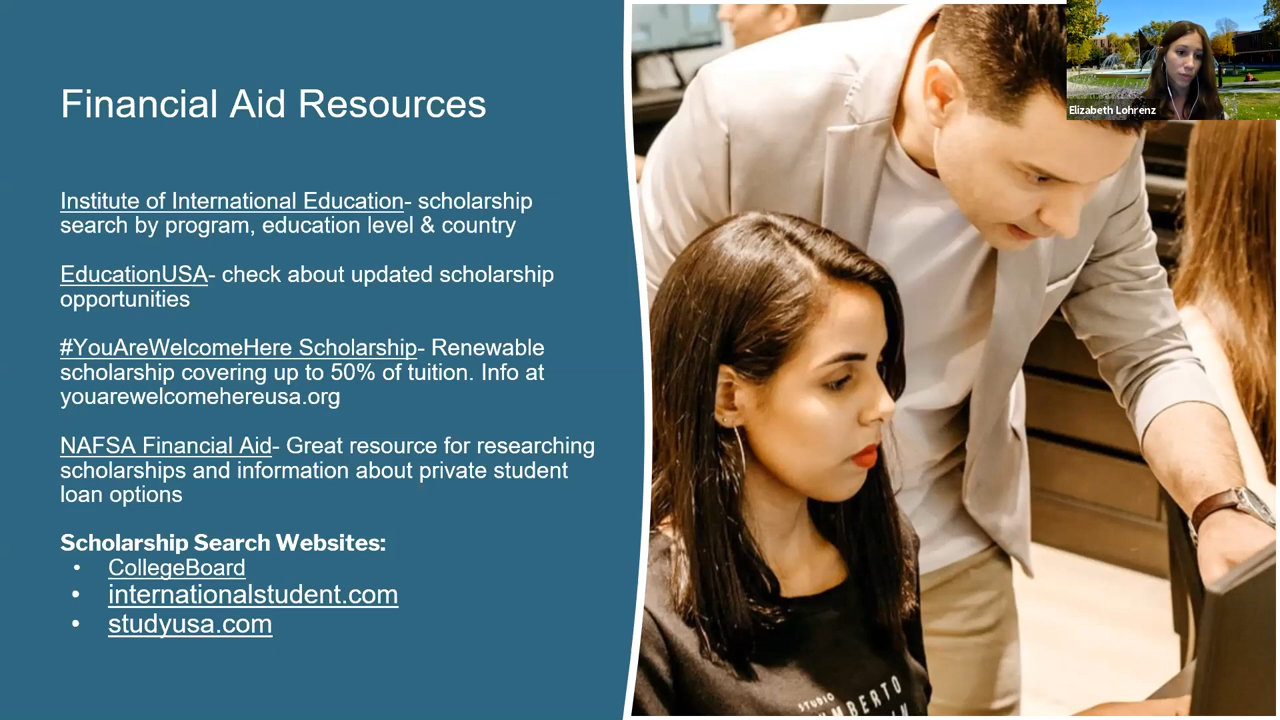 Financial Aid Resources
Institute of International Education- scholarship
search by program, education level & country
EducationUSA- check about updated scholarship
opportunities
#YouAreWelcomeHere Scholarship- Renewable
scholarship covering up to 50% of tuition. Info at
youarewelcomehereusa.org
NAFSA Financial Aid- Great resource for researching
scholarships and information about private student
loan options
Scholarship Search Websites:
• CollegeBoard
• internationalstudent.com
• studyusa.com
Elizabeth Lohrenz
STUDIO